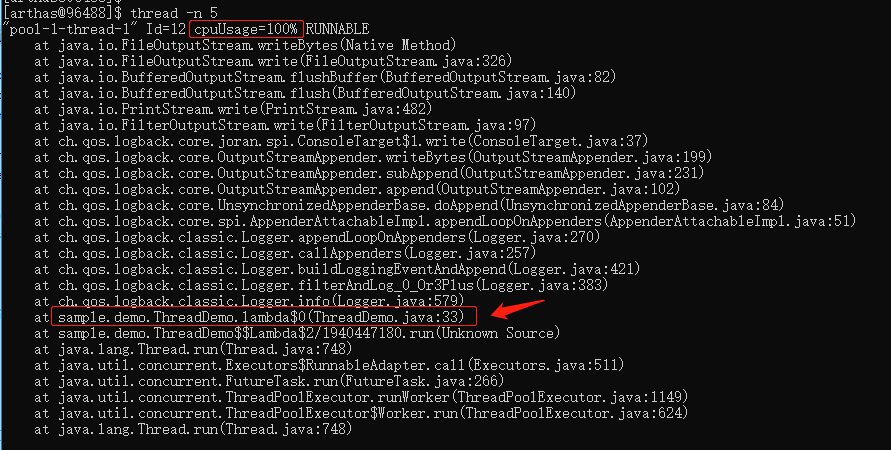 [arthas@96488]$
[arthas@96488]$ thread -n 5
"pool-1-thread-1" Id=12 cpuUsage=100% RUNNABLE
at java.io.FileOutputStream.writeBytes(Native Method)
at java.io.FileOutputStream.write(FileOutputStream.java:326)
at java.io.BufferedOutputStream.flushBuffer(BufferedOutputStream.java:82)
at java.io.BufferedOutputStream.flush(BufferedOutputStream.java:140)
at java.io.PrintStream.write(PrintStream.java:482)
at java.io.FilterOutputStream.write(FilterOutputStream.java:97)
at ch.qos.logback.core.joran.spi.ConsoleTarget$1.write(ConsoleTarget.java:37)
at ch.qos.logback.core.OutputStreamAppender.writeBytes(OutputStreamAppender.java:199)
at ch.qos.logback.core.OutputStreamAppender.subAppend(OutputStreamAppender.java:231)
at ch.qos.logback.core.OutputStreamAppender.append(OutputStreamAppender.java:102)
at ch.qos.logback.core.UnsynchronizedAppenderBase.doAppend(UnsynchronizedAppenderBase.java:84)
at ch.qos.logback.core.spi.AppenderAttachableImpl.appendLoopOnAppenders(AppenderAttachableImpl.java:51)
at ch.qos.logback.classic.Logger.appendLoopOnAppenders(Logger.java:270)
at ch.qos.logback.classic.Logger.callAppenders(Logger.java:257)
at ch.qos.logback.classic.Logger.buildLoggingEventAndAppend(Logger.java:421)
at ch.qos.logback.classic.Logger.filterAndLog_0_Or3Plus(Logger.java:383)
at ch.qos.logback.classic.Logger.info(Logger.java:579)
at sample.demo.ThreadDemo.lambda$0(ThreadDemo.java:33)
at sample.demo.ThreadDemo$$Lambda$2/1940447180.run(Unknown Source)
at java.lang.Thread.run(Thread.java:748)
at java.util.concurrent.Executors$RunnableAdapter.call(Executors.java:511)
at java.util.concurrent.FutureTask.run(FutureTask.java:266)
at java.util.concurrent.ThreadPoolExecutor.runWorker(ThreadPoolExecutor.java:1149)
at java.util.concurrent.ThreadPoolExecutor$Worker.run(ThreadPoolExecutor.java:624)
at java.lang.Thread.run(Thread.java:748)